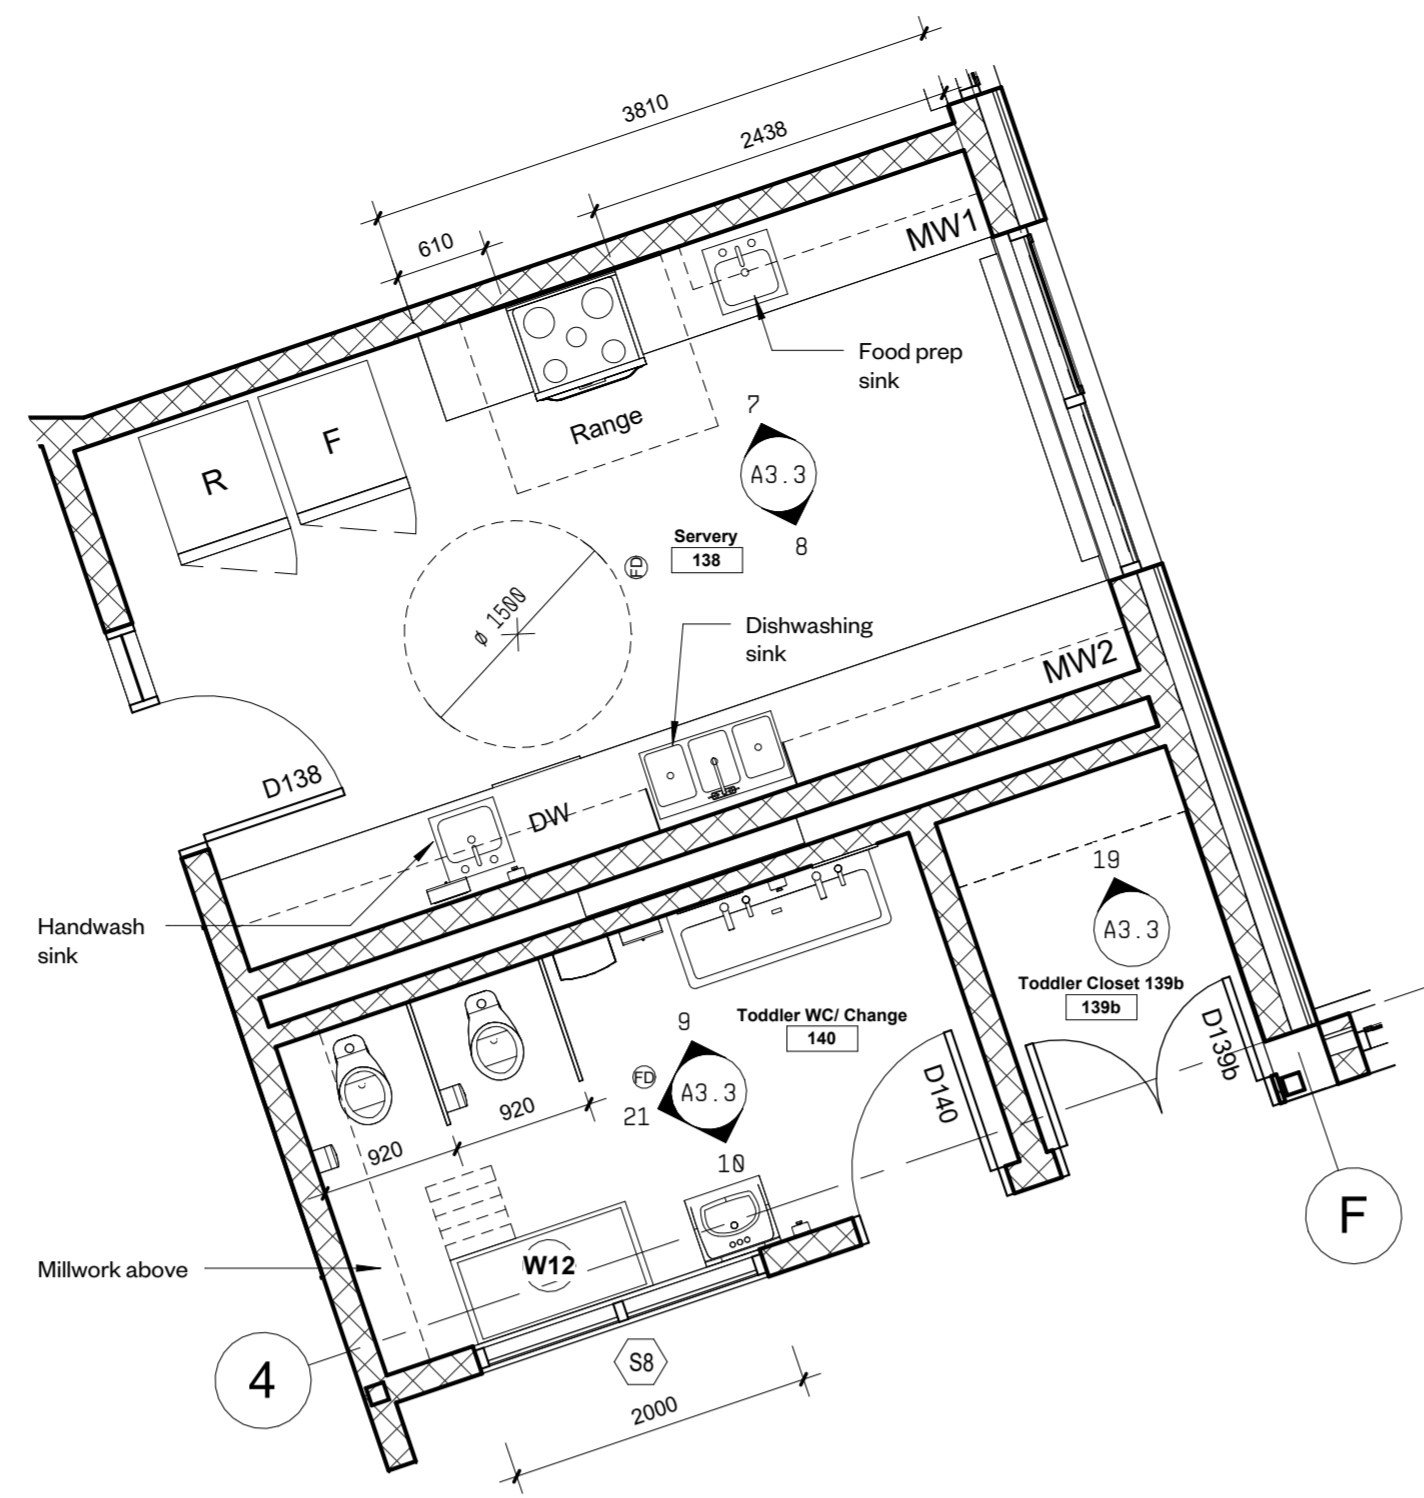 3810
2438
610
MW1
Food prep
sink
Range
F
R
7
A3.3
8
Servery
138
FD
ø 1500
Dishwashing
sink
MW2
D138
DW
Handwash
sink
19
A3.3
Toddler Closet 139b
139b
Toddler WC/ Change
140
9
FD
A3.3
21
10
920
920
D140
D139b
F
Millwork above
W12
4
S8
2000